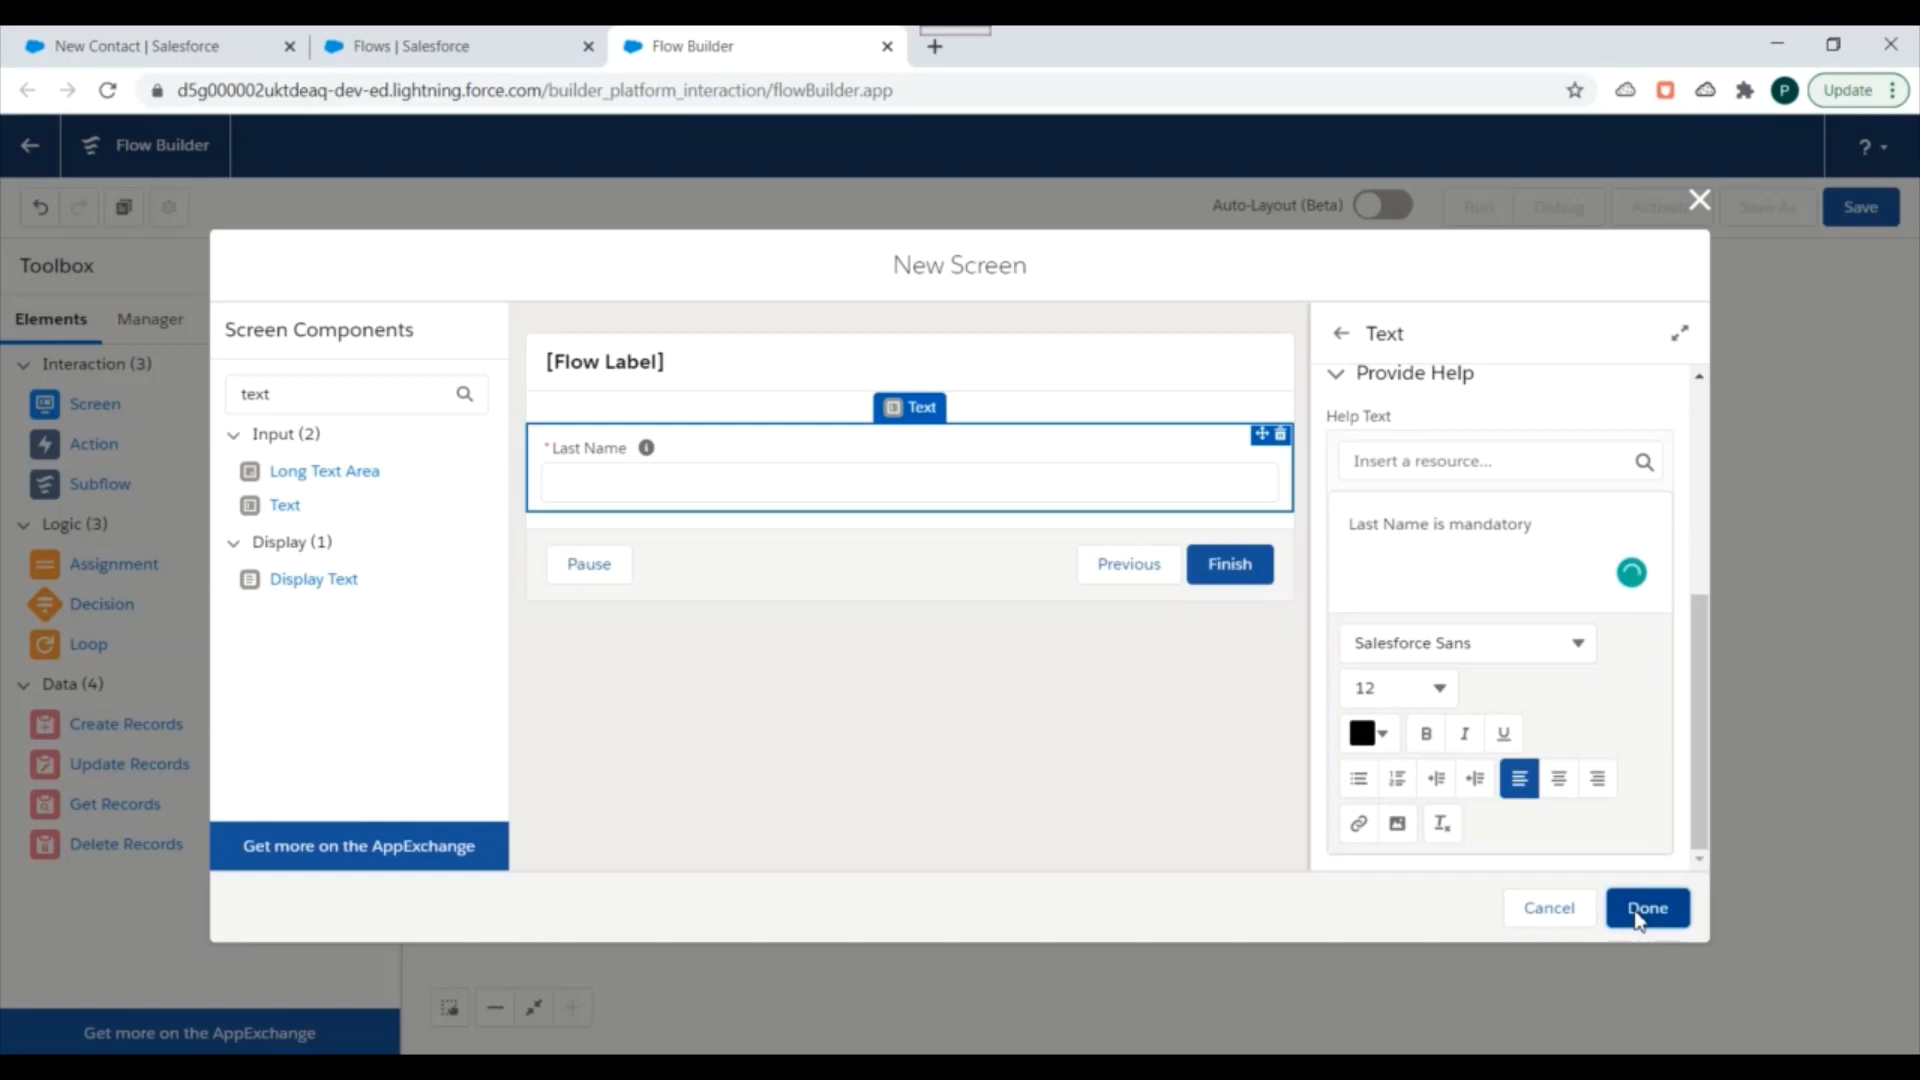 New Contact | Salesforce
Flows | Salesforce
Flow Builder
d5g000002uktdeaq-dev-ed.lightning.force.com/builder_platform_interaction/flowBuilder.app
P
Update
Flow Builder
?
Auto-Layout (Beta)
Run
Debug
Save As
Save
Toolbox
Elements
Manager
Interaction (3)
Screen
Action
Subflow
Logic (3)
Assignment
Decision
Loop
Data (4)
Create Records
Update Records
Get Records
Delete Records
Get more on the AppExchange
New Screen
Screen Components
text
Input (2)
Long Text Area
Text
Display (1)
Display Text
Get more on the AppExchange
[Flow Label]
Text
*Last Name
Pause
Previous
Finish
Text
Provide Help
Help Text
Insert a resource...
Last Name is mandatory
Salesforce Sans
12
B I U
Cancel
Done